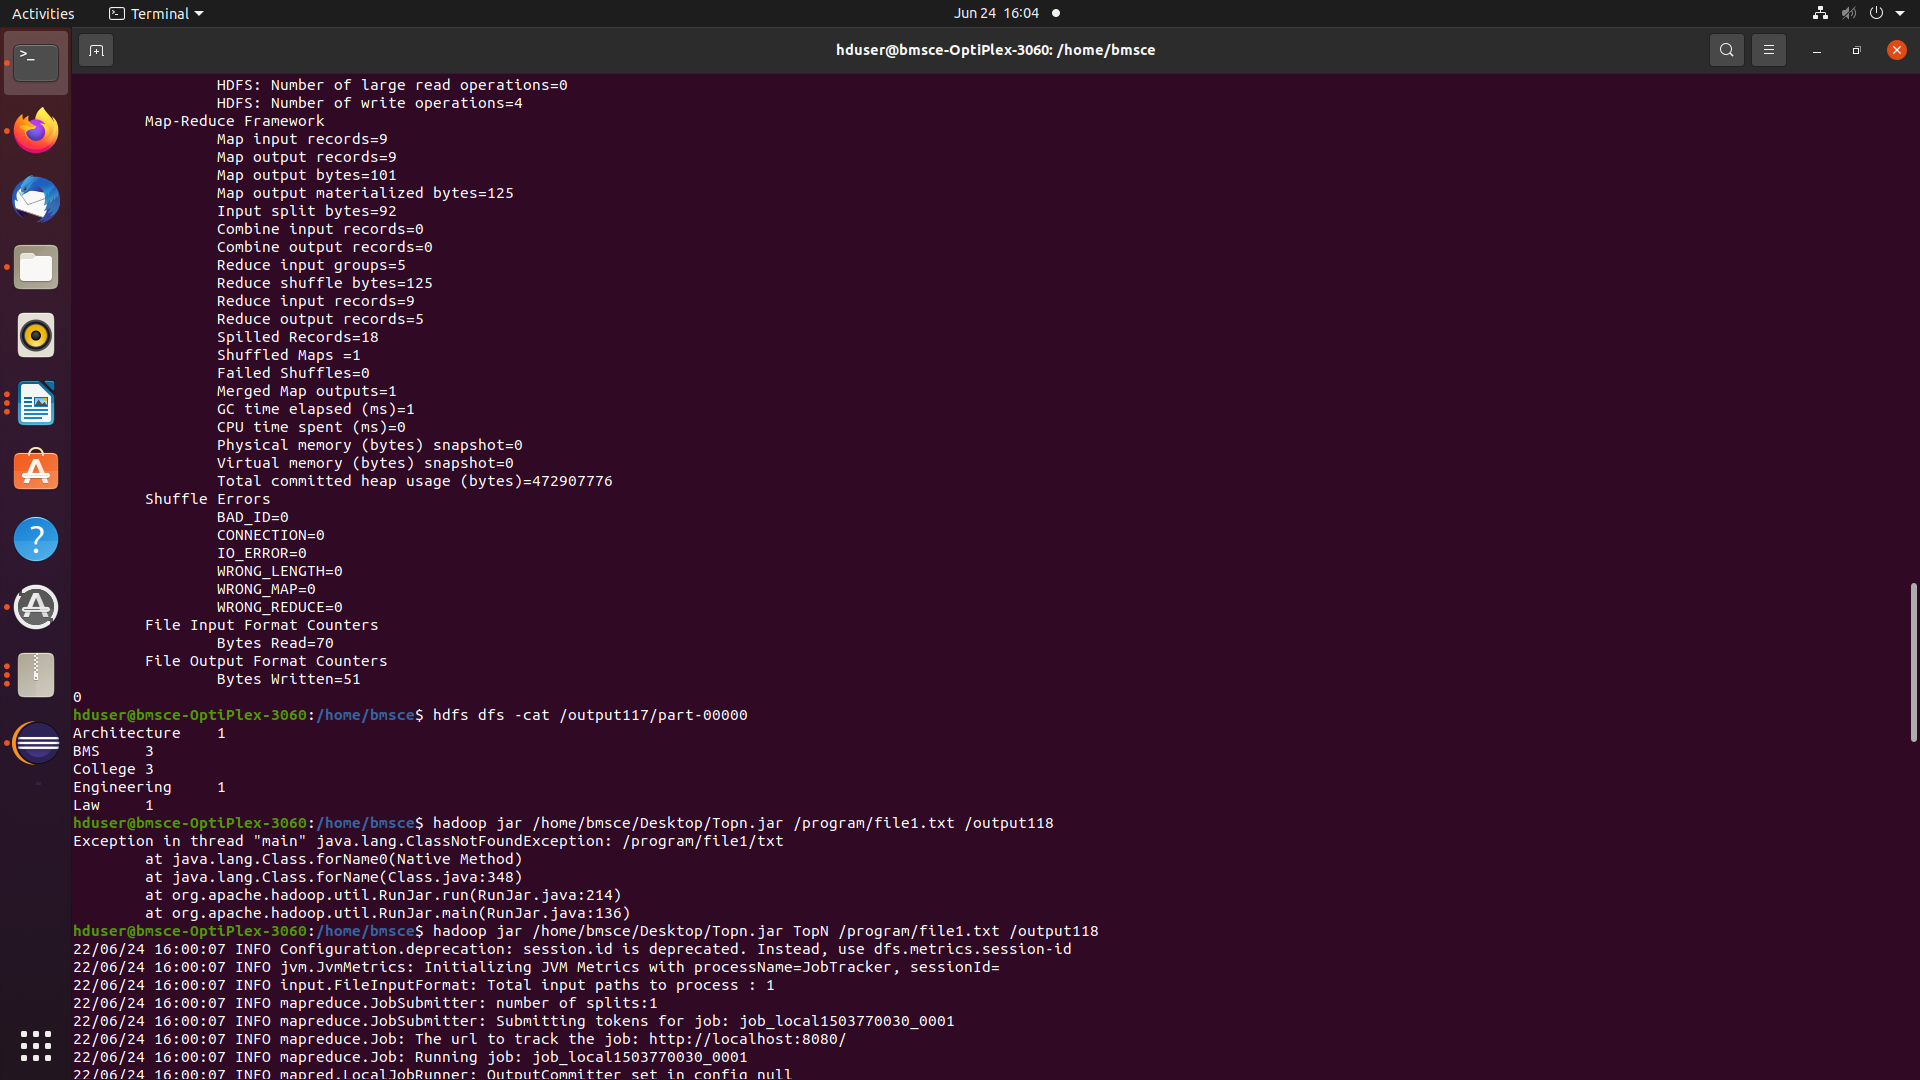 Activities
Terminal
Jun 24 16:04
hduser@bmsce-OptiPlex-3060: /home/bmsce
HDFS: Number of large read operations=0
HDFS: Number of write operations=4
Map-Reduce Framework
Map input records=9
Map output records=9
Map output bytes=101
Map output materialized bytes=125
Input split bytes=92
Combine input records=0
Combine output records=0
Reduce input groups=5
Reduce shuffle bytes=125
Reduce input records=9
Reduce output records=5
Spilled Records=18
Shuffled Maps =1
Failed Shuffles=0
Merged Map outputs=1
GC time elapsed (ms)=1
CPU time spent (ms)=0
Physical memory (bytes) snapshot=0
Virtual memory (bytes) snapshot=0
Total committed heap usage (bytes)=472907776
Shuffle Errors
BAD_ID=0
CONNECTION=0
IO_ERROR=0
WRONG_LENGTH=0
WRONG_MAP=0
WRONG_REDUCE=0
File Input Format Counters
Bytes Read=70
File Output Format Counters
Bytes Written=51
0
hduser@bmsce-OptiPlex-3060:/home/bmsce$ hdfs dfs -cat /output117/part-00000
Architecture 1
BMS 3
College 3
Engineering 1
Law 1
hduser@bmsce-OptiPlex-3060:/home/bmsce$ hadoop jar /home/bmsce/Desktop/Topn.jar /program/file1.txt /output118
Exception in thread "main" java.lang.ClassNotFoundException: /program/file1/txt
at java.lang.Class.forName0(Native Method)
at java.lang.Class.forName(Class.java:348)
at org.apache.hadoop.util.RunJar.run(RunJar.java:214)
at org.apache.hadoop.util.RunJar.main(RunJar.java:136)
hduser@bmsce-OptiPlex-3060:/home/bmsce$ hadoop jar /home/bmsce/Desktop/Topn.jar TopN /program/file1.txt /output118
22/06/24 16:00:07 INFO Configuration.deprecation: session.id is deprecated. Instead, use dfs.metrics.session-id
22/06/24 16:00:07 INFO jvm.JvmMetrics: Initializing JVM Metrics with processName=JobTracker, sessionId=
22/06/24 16:00:07 INFO input.FileInputFormat: Total input paths to process : 1
22/06/24 16:00:07 INFO mapreduce.JobSubmitter: number of splits:1
22/06/24 16:00:07 INFO mapreduce.JobSubmitter: Submitting tokens for job: job_local1503770030_0001
22/06/24 16:00:07 INFO mapreduce.Job: The url to track the job: http://localhost:8080/
22/06/24 16:00:07 INFO mapreduce.Job: Running job: job_local1503770030_0001
22/06/24 16:00:07 INFO mapred.LocalJobRunner: OutputCommitter set in config null